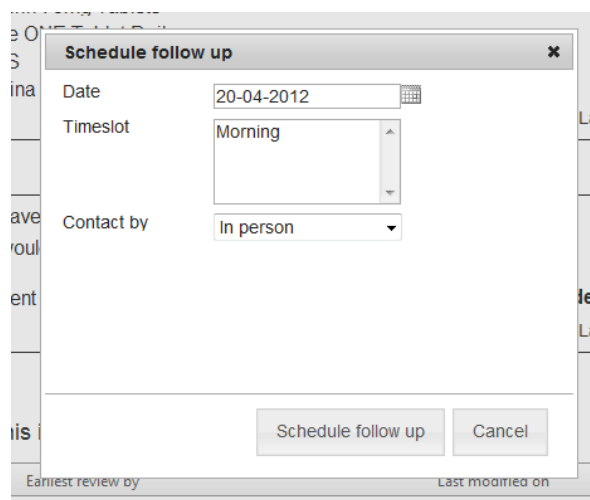 Schedule follow up
Date 20-04-2012
Timeslot Morning
Contact by In person
ent
Schedule follow up Cancel
Earliest review by Last modified on